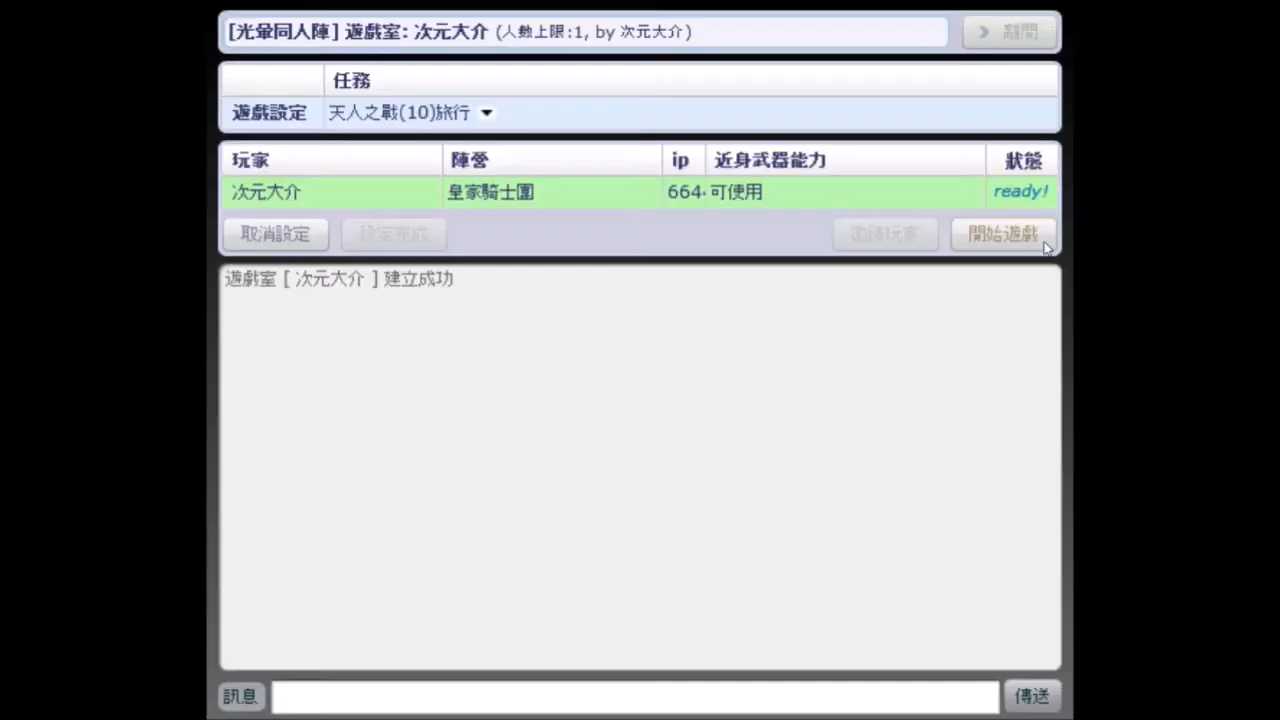 [光暈同人陣] 遊戲室: 次元大介 (人數上限:1, by 次元大介)
離開
任務
遊戲設定 天人之戰(10)旅行
玩家 陣營 ip 近身武器能力 狀態
次元大介 皇家騎士團 664 可使用 ready!
取消設定 設定完成 邀請玩家 開始遊戲
遊戲室 [ 次元大介 ] 建立成功
訊息 傳送